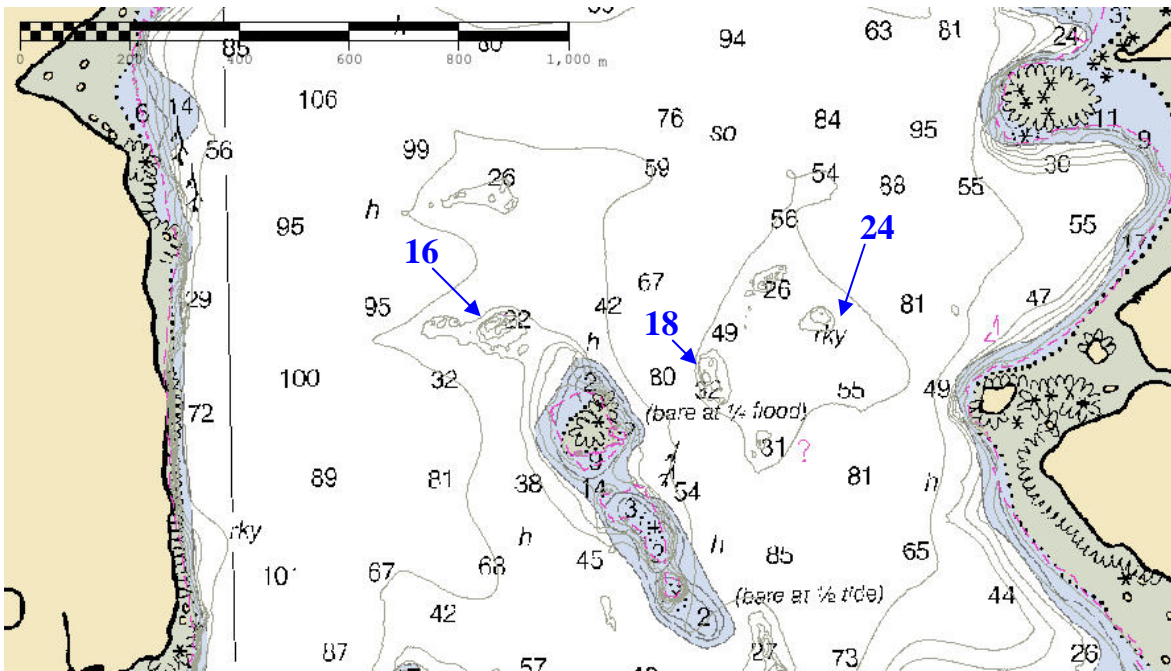 94 63 81 24
85
0 200 400 600 800 1,000 m
106 6 14 76 so 84 95 11 9
56 99 26 59 54 88 55 30
95 h 56 24 55 17
16
29 95 22 42 67 26 81 47
18 49 rky
100 32 2 80 32 55 49
72 (bare at ¼ flood)
9 31 ?
89 81 38 14 54 81 h
3
rky h 2 h 65
101 67 68 45 85
(bare at ½ tide) 44
42 2
87 57 27 73 26